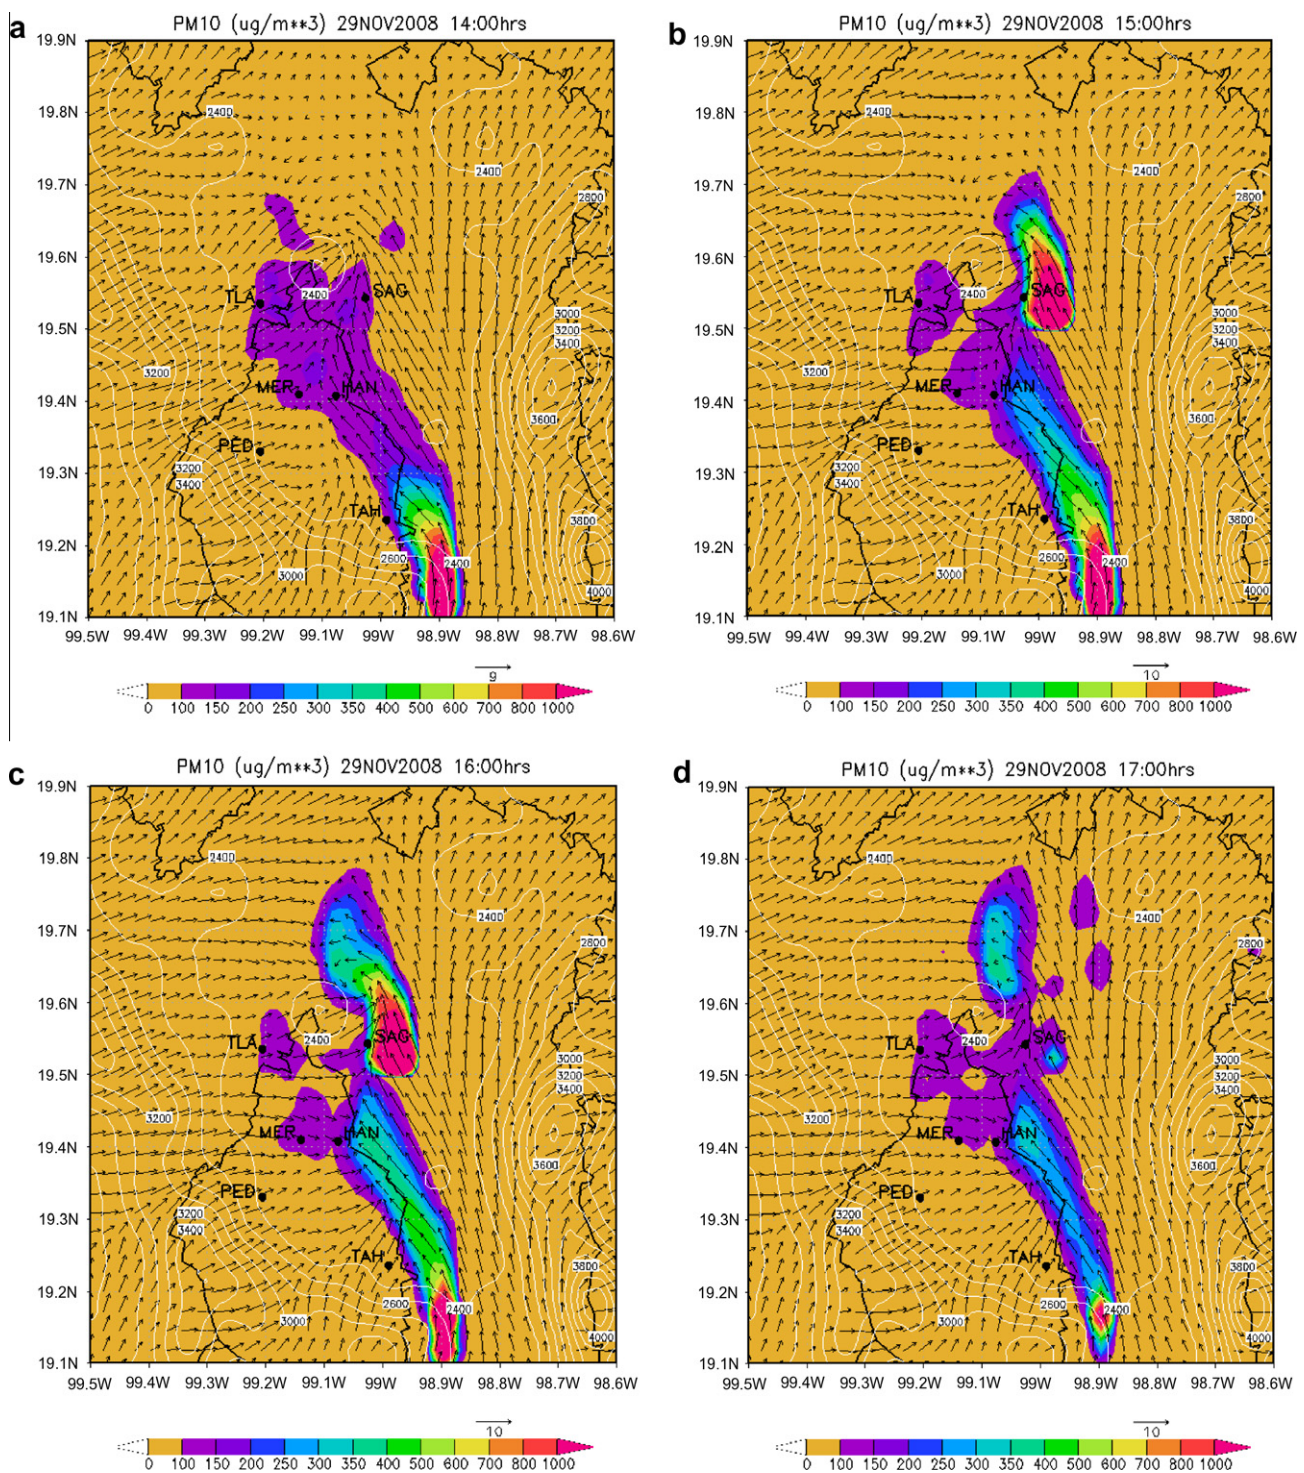 a
PM10 (ug/m**3) 29NOV2008 14:00hrs
19.9N
19.8N
19.7N
19.6N
19.5N
19.4N
19.3N
19.2N
19.1N
2400
2400
2800
2400
TLA
SAG
3000
3200
3400
3200
MER
HAN
3600
PED
3200
3400
TAH
3800
2600
2400
3000
4000
99.5W 99.4W 99.3W 99.2W 99.1W 99W 98.9W 98.8W 98.7W 98.6W
9
0 100 150 250 300 350 400 500 600 700 800 1000
b
PM10 (ug/m**3) 29NOV2008 15:00hrs
19.9N
19.8N
19.7N
19.6N
19.5N
19.4N
19.3N
19.2N
19.1N
2400
2400
2800
2400
TLA
SAG
3000
3200
3400
3200
MER
HAN
3600
PED
3200
3400
TAH
3800
2600
2400
3000
4000
99.5W 99.4W 99.3W 99.2W 99.1W 99W 98.9W 98.8W 98.7W 98.6W
10
0 100 150 250 300 350 400 500 600 700 800 1000
c
PM10 (ug/m**3) 29NOV2008 16:00hrs
19.9N
19.8N
19.7N
19.6N
19.5N
19.4N
19.3N
19.2N
19.1N
2400
2400
2800
2400
TLA
SAG
3000
3200
3400
3200
MER
HAN
3600
PED
3200
3400
TAH
3800
2600
2400
3000
4000
99.5W 99.4W 99.3W 99.2W 99.1W 99W 98.9W 98.8W 98.7W 98.6W
10
0 100 150 250 300 350 400 500 600 700 800 1000
d
PM10 (ug/m**3) 29NOV2008 17:00hrs
19.9N
19.8N
19.7N
19.6N
19.5N
19.4N
19.3N
19.2N
19.1N
2400
2400
2800
2400
TLA
SAG
3000
3200
3400
3200
MER
HAN
3600
PED
3200
3400
TAH
3800
2600
2400
3000
4000
99.5W 99.4W 99.3W 99.2W 99.1W 99W 98.9W 98.8W 98.7W 98.6W
10
0 100 150 250 300 350 400 500 600 700 800 1000